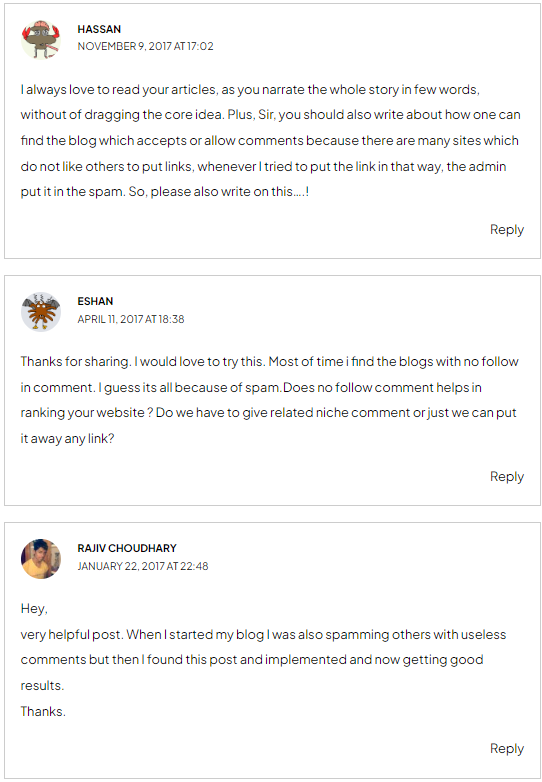 HASSAN
NOVEMBER 9, 2017 AT 17:02
I always love to read your articles, as you narrate the whole story in few words,
without of dragging the core idea. Plus, Sir, you should also write about how one can
find the blog which accepts or allow comments because there are many sites which
do not like others to put links, whenever I tried to put the link in that way, the admin
put it in the spam. So, please also write on this….!
Reply
ESHAN
APRIL 11, 2017 AT 18:38
Thanks for sharing. I would love to try this. Most of time i find the blogs with no follow
in comment. I guess its all because of spam.Does no follow comment helps in
ranking your website ? Do we have to give related niche comment or just we can put
it away any link?
Reply
RAJIV CHOUDHARY
JANUARY 22, 2017 AT 22:48
Hey,
very helpful post. When I started my blog I was also spamming others with useless
comments but then I found this post and implemented and now getting good
results.
Thanks.
Reply